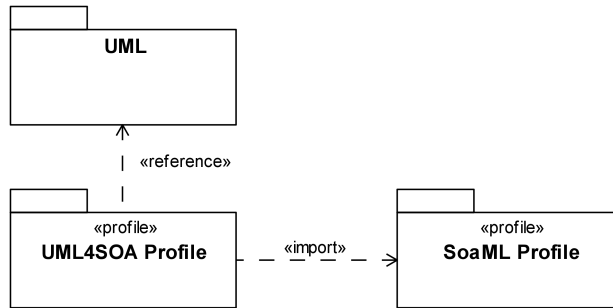 UML
«reference»
«profile»
UML4SOA Profile
«import»
«profile»
SoaML Profile